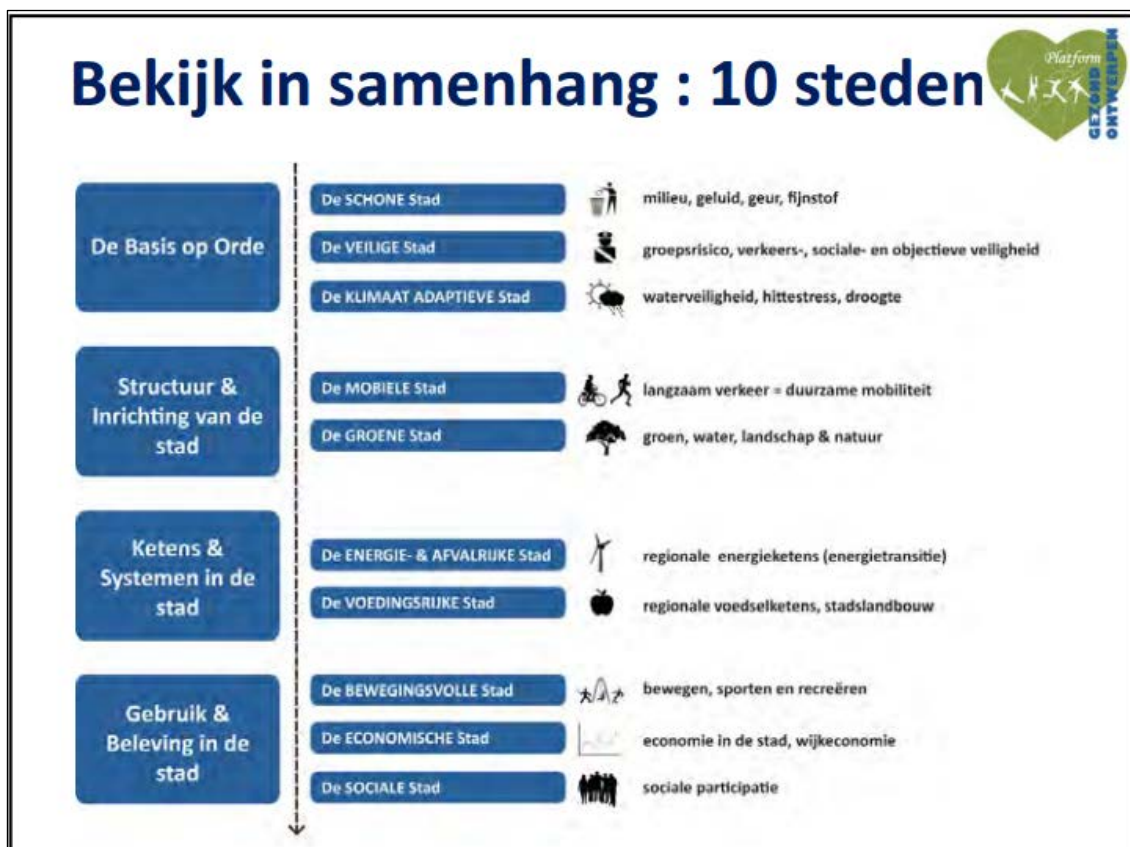 Bekijk in samenhang : 10 steden
Platform
GEZOND
ONTWERPEN
De Basis op Orde
De SCHONE Stad
milieu, geluid, geur, fijnstof
De VEILIGE Stad
groepsrisico, verkeers-, sociale- en objectieve veiligheid
De KLIMAAT ADAPTIEVE Stad
waterveiligheid, hittestress, droogte
Structuur &
Inrichting van de
stad
De MOBIELE Stad
langzaam verkeer = duurzame mobiliteit
De GROENE Stad
groen, water, landschap & natuur
Ketens &
Systemen in de
stad
De ENERGIE- & AFVALRIJKE Stad
regionale energieketens (energietransitie)
De VOEDINGSRIJKE Stad
regionale voedselketens, stadslandbouw
Gebruik &
Beleving in de
stad
De BEWEGINGSVOLLE Stad
bewegen, sporten en recreëren
De ECONOMISCHE Stad
economie in de stad, wijkeconomie
De SOCIALE Stad
sociale participatie